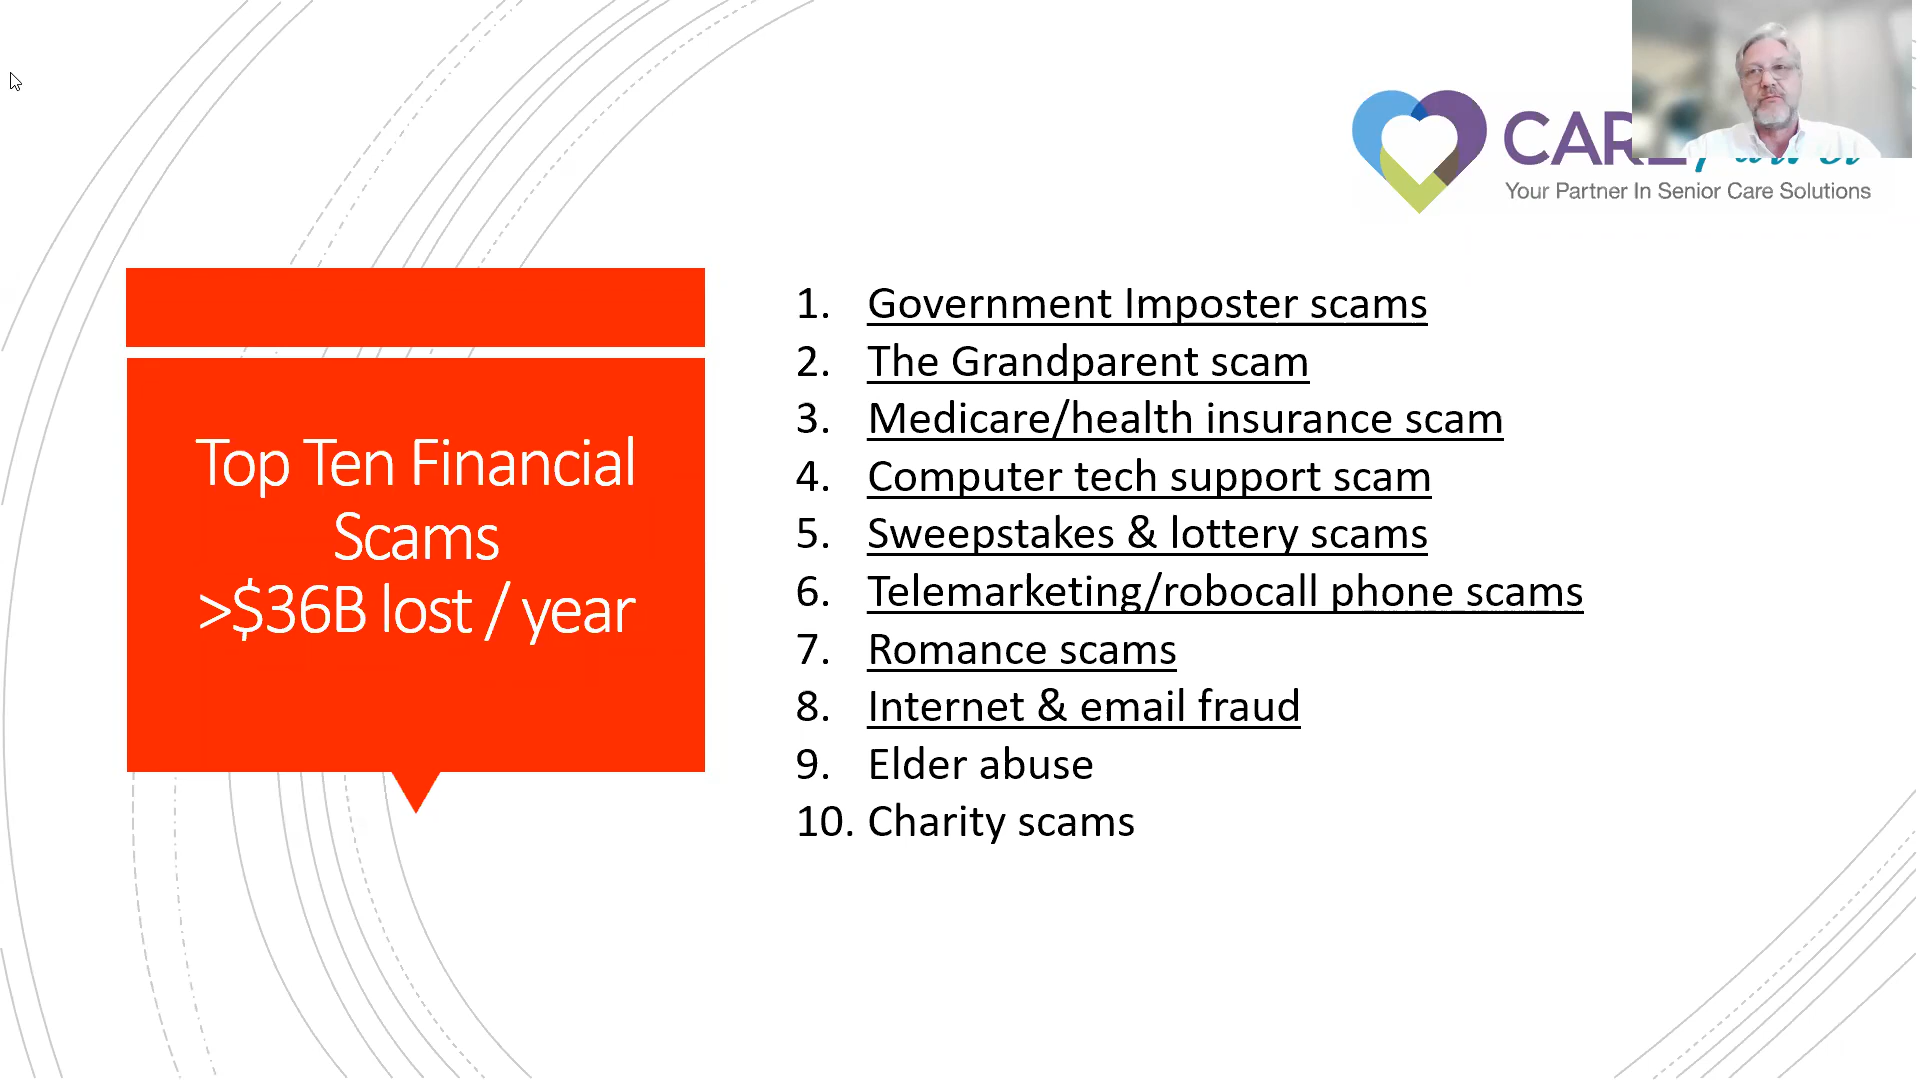 Your Partner In Senior Care Solutions
Top Ten Financial
Scams
>$36B lost / year
1. Government Imposter scams
2. The Grandparent scam
3. Medicare/health insurance scam
4. Computer tech support scam
5. Sweepstakes & lottery scams
6. Telemarketing/robocall phone scams
7. Romance scams
8. Internet & email fraud
9. Elder abuse
10. Charity scams